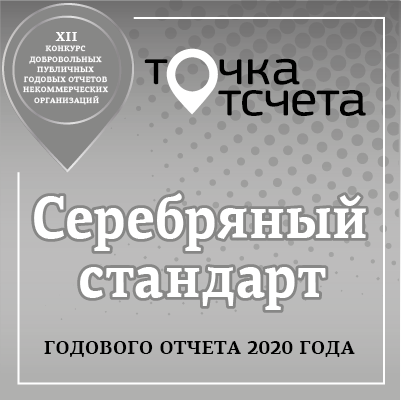 XII
КОНКУРС
ДОБРОВОЛЬНЫХ
ПУБЛИЧНЫХ
ГОДОВЫХ ОТЧЕТОВ
НЕКОММЕРЧЕСКИХ
ОРГАНИЗАЦИЙ
точка
отсчета
Серебряный
стандарт
ГОДОВОГО ОТЧЕТА 2020 ГОДА